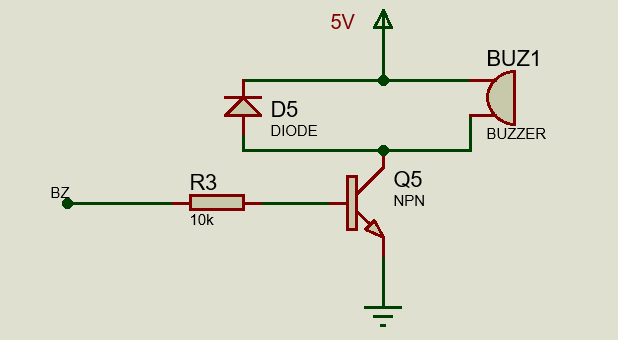 5V
BUZ1
D5
DIODE
BUZZER
R3
Q5
BZ
NPN
10k